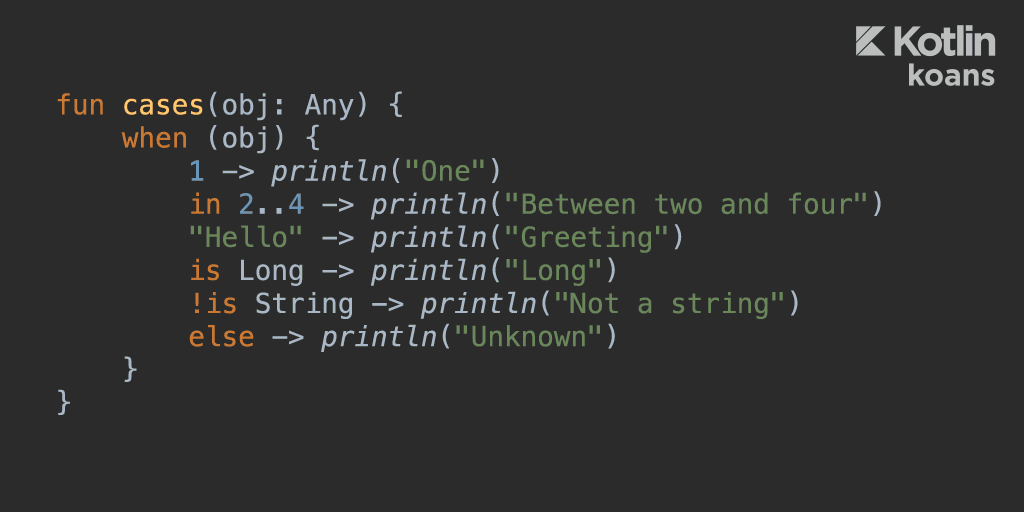 Kotlin
koans
fun cases(obj: Any) {
    when (obj) {
        1 -> println("One")
        in 2..4 -> println("Between two and four")
        "Hello" -> println("Greeting")
        is Long -> println("Long")
        !is String -> println("Not a string")
        else -> println("Unknown")
    }
}